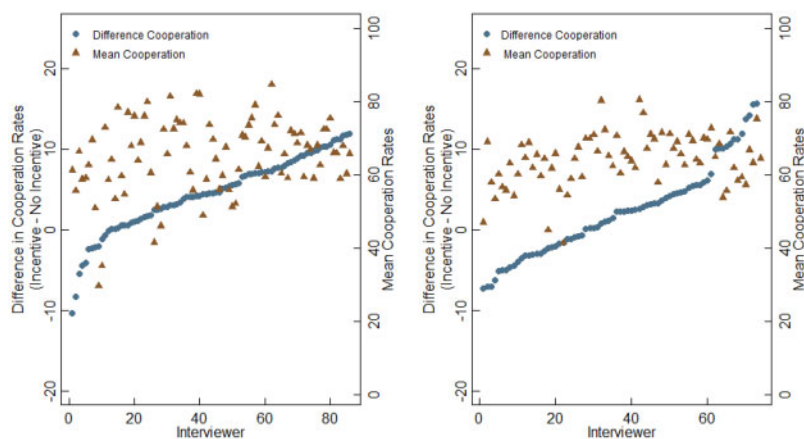 Difference Cooperation
Mean Cooperation
Difference in Cooperation Rates
(Incentive - No Incentive)
20
10
0
-10
-20
Mean Cooperation Rates
100
80
60
40
20
0
0 20 40 60 80
Interviewer
Difference Cooperation
Mean Cooperation
Difference in Cooperation Rates
(Incentive - No Incentive)
20
10
0
-10
-20
Mean Cooperation Rates
100
80
60
40
20
0
0 20 40 60
Interviewer